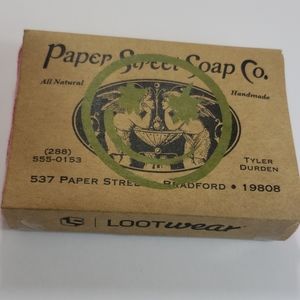 Paper Street Soap Co.
All Natural
Handmade
(288)
555-0153
TYLER
DURDEN
537 PAPER STREET BRADFORD • 19808
LOOTwear